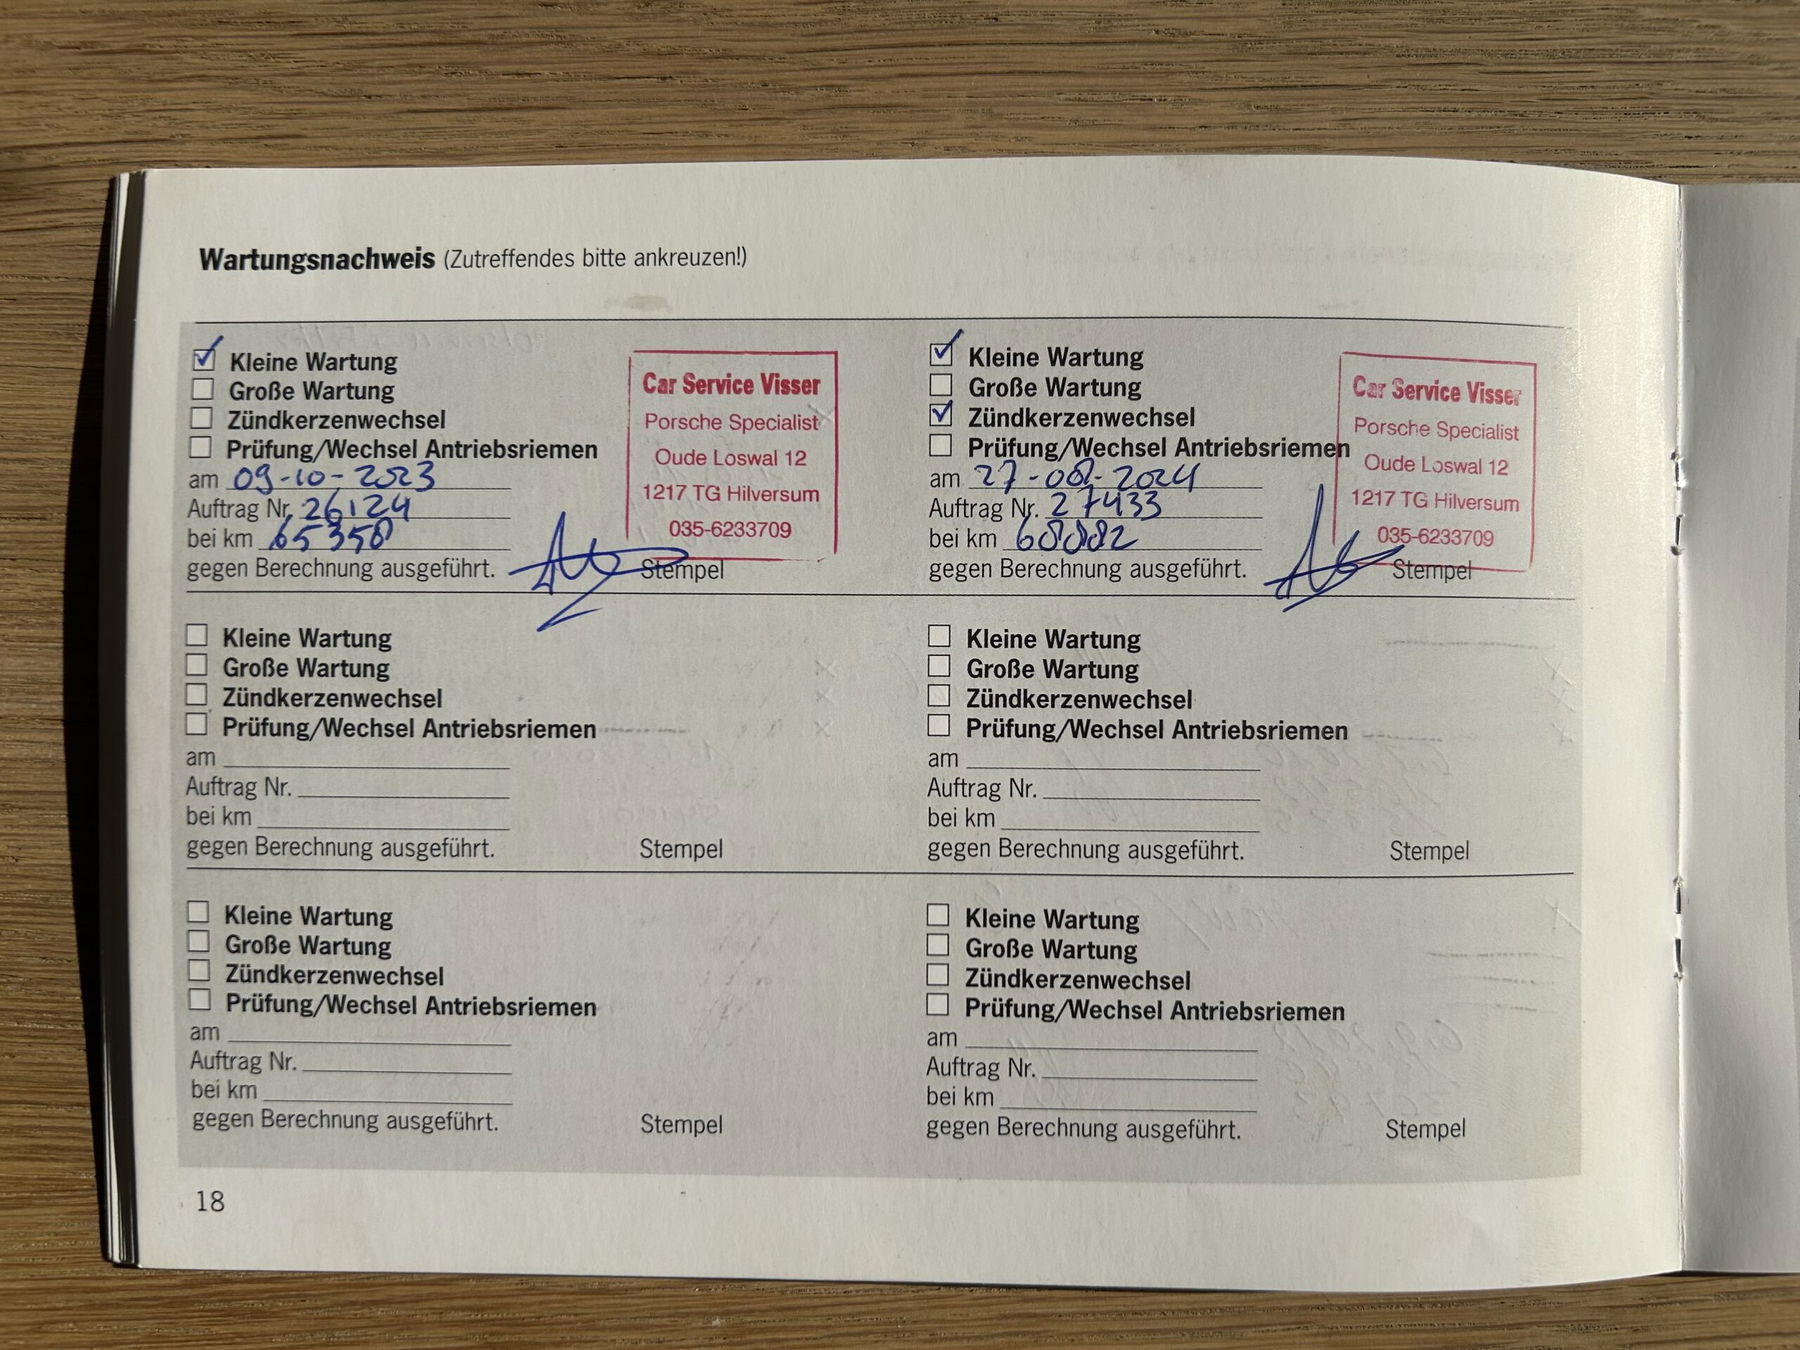 Wartungsnachweis (Zutreffendes bitte ankreuzen!)
Kleine Wartung
Große Wartung
Zündkerzenwechsel
Prüfung/Wechsel Antriebsriemen
am 09-10-2023
Auftrag Nr. 26124
bei km 65350
gegen Berechnung ausgeführt.
Stempel
Car Service Visser
Porsche Specialist
Oude Loswal 12
1217 TG Hilversum
035-6233709
Kleine Wartung
Große Wartung
Zündkerzenwechsel
Prüfung/Wechsel Antriebsriemen
am 27-08-2024
Auftrag Nr. 27433
bei km
gegen Berechnung ausgeführt.
Stempel
Car Service Visser
Porsche Specialist
Oude Loswal 12
1217 TG Hilversum
035-6233709
Kleine Wartung
Große Wartung
Zündkerzenwechsel
Prüfung/Wechsel Antriebsriemen
am
Auftrag Nr.
bei km
gegen Berechnung ausgeführt.
Stempel
Kleine Wartung
Große Wartung
Zündkerzenwechsel
Prüfung/Wechsel Antriebsriemen
am
Auftrag Nr.
bei km
gegen Berechnung ausgeführt.
Stempel
Kleine Wartung
Große Wartung
Zündkerzenwechsel
Prüfung/Wechsel Antriebsriemen
am
Auftrag Nr.
bei km
gegen Berechnung ausgeführt.
Stempel
Kleine Wartung
Große Wartung
Zündkerzenwechsel
Prüfung/Wechsel Antriebsriemen
am
Auftrag Nr.
bei km
gegen Berechnung ausgeführt.
Stempel
18